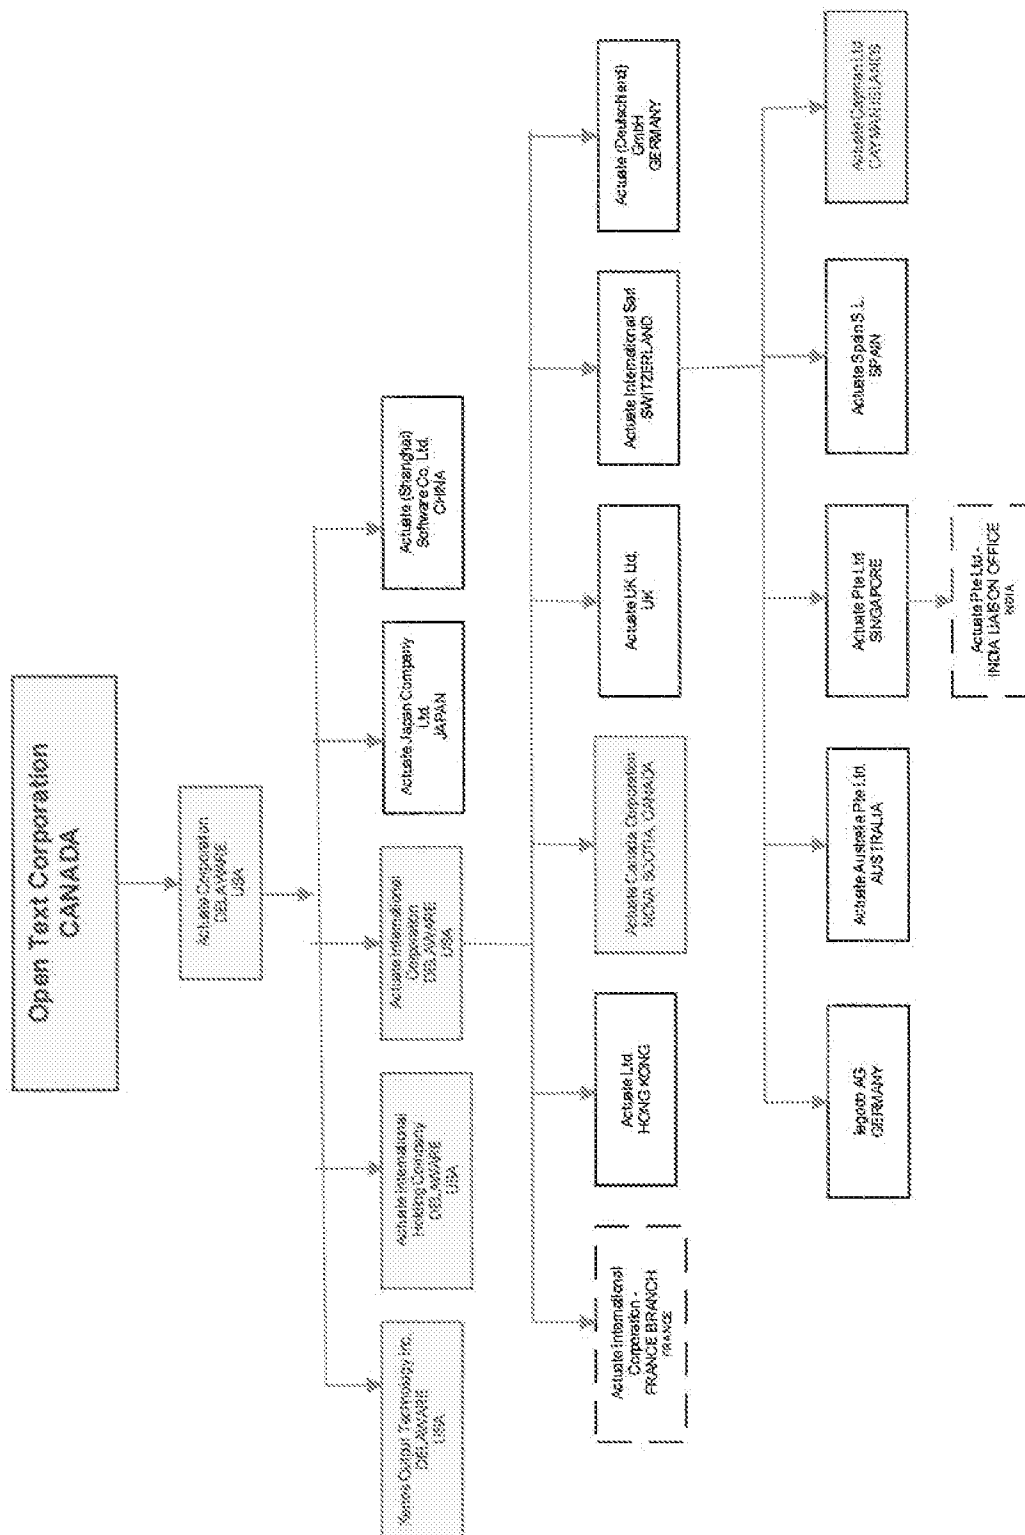 Open Text Corporation
CANADA
Actuate Corporation
DELAWARE
USA
Technology Inc.
DELAWARE
USA
Actuate International
Holding Company
DELAWARE
USA
Actuate International
Corporation
DELAWARE
USA
Actuate Japan Company
Ltd.
JAPAN
Actuate (Shanghai)
Software Co. Ltd.
CHINA
Actuate International
Corporation -
FRANCE BRANCH
FRANCE
Actuate Ltd.
HONG KONG
Actuate Canada Corporation
NOVA SCOTIA, CANADA
Actuate UK Ltd.
UK
Actuate International Sarl
SWITZERLAND
Actuate (Deutschland)
GmbH
GERMANY
legodo AG
GERMANY
Actuate Australia Pte Ltd.
AUSTRALIA
Actuate Pte Ltd
SINGAPORE
Actuate Spain S.L.
SPAIN
Actuate Cayman Ltd
CAYMAN ISLANDS
Actuate Pte Ltd. -
INDIA LIAISON OFFICE
INDIA